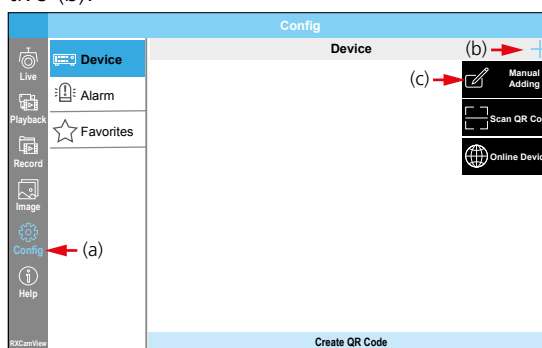 Config
Device
(b)
Live
Device
(c)
Manual
Adding
Alarm
Playback
Scan QR Co
Favorites
Online Devic
Record
Image
Config
(a)
Help
RXCamView
Create QR Code